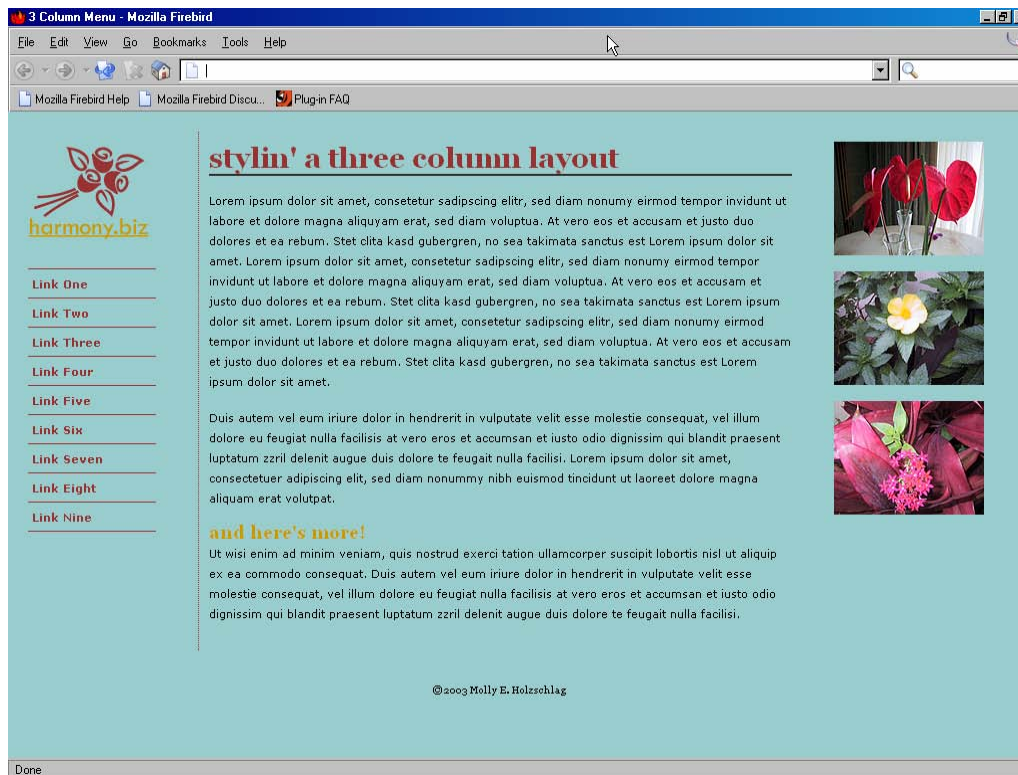 3 Column Menu - Mozilla Firebird
File Edit View Go Bookmarks Tools Help
Mozilla Firebird Help Mozilla Firebird Discu... Plug-in FAQ
harmony.biz
Link One
Link Two
Link Three
Link Four
Link Five
Link Six
Link Seven
Link Eight
Link Nine
stylin' a three column layout
Lorem ipsum dolor sit amet, consetetur sadipscing elitr, sed diam nonumy eirmod tempor invidunt ut
labore et dolore magna aliquyam erat, sed diam voluptua. At vero eos et accusam et justo duo
dolores et ea rebum. Stet clita kasd gubergren, no sea takimata sanctus est Lorem ipsum dolor sit
amet. Lorem ipsum dolor sit amet, consetetur sadipscing elitr, sed diam nonumy eirmod tempor
invidunt ut labore et dolore magna aliquyam erat, sed diam voluptua. At vero eos et accusam et
justo duo dolores et ea rebum. Stet clita kasd gubergren, no sea takimata sanctus est Lorem ipsum
dolor sit amet. Lorem ipsum dolor sit amet, consetetur sadipscing elitr, sed diam nonumy eirmod
tempor invidunt ut labore et dolore magna aliquyam erat, sed diam voluptua. At vero eos et accusam
et justo duo dolores et ea rebum. Stet clita kasd gubergren, no sea takimata sanctus est Lorem
ipsum dolor sit amet.
Duis autem vel eum iriure dolor in hendrerit in vulputate velit esse molestie consequat, vel illum
dolore eu feugiat nulla facilisis at vero eros et accumsan et iusto odio dignissim qui blandit praesent
luptatum zzril delenit augue duis dolore te feugait nulla facilisi. Lorem ipsum dolor sit amet,
consectetuer adipiscing elit, sed diam nonummy nibh euismod tincidunt ut laoreet dolore magna
aliquam erat volutpat.
and here's more!
Ut wisi enim ad minim veniam, quis nostrud exerci tation ullamcorper suscipit lobortis nisl ut aliquip
ex ea commodo consequat. Duis autem vel eum iriure dolor in hendrerit in vulputate velit esse
molestie consequat, vel illum dolore eu feugiat nulla facilisis at vero eros et accumsan et iusto odio
dignissim qui blandit praesent luptatum zzril delenit augue duis dolore te feugait nulla facilisi.
©2003 Molly E. Holzschlag
Done